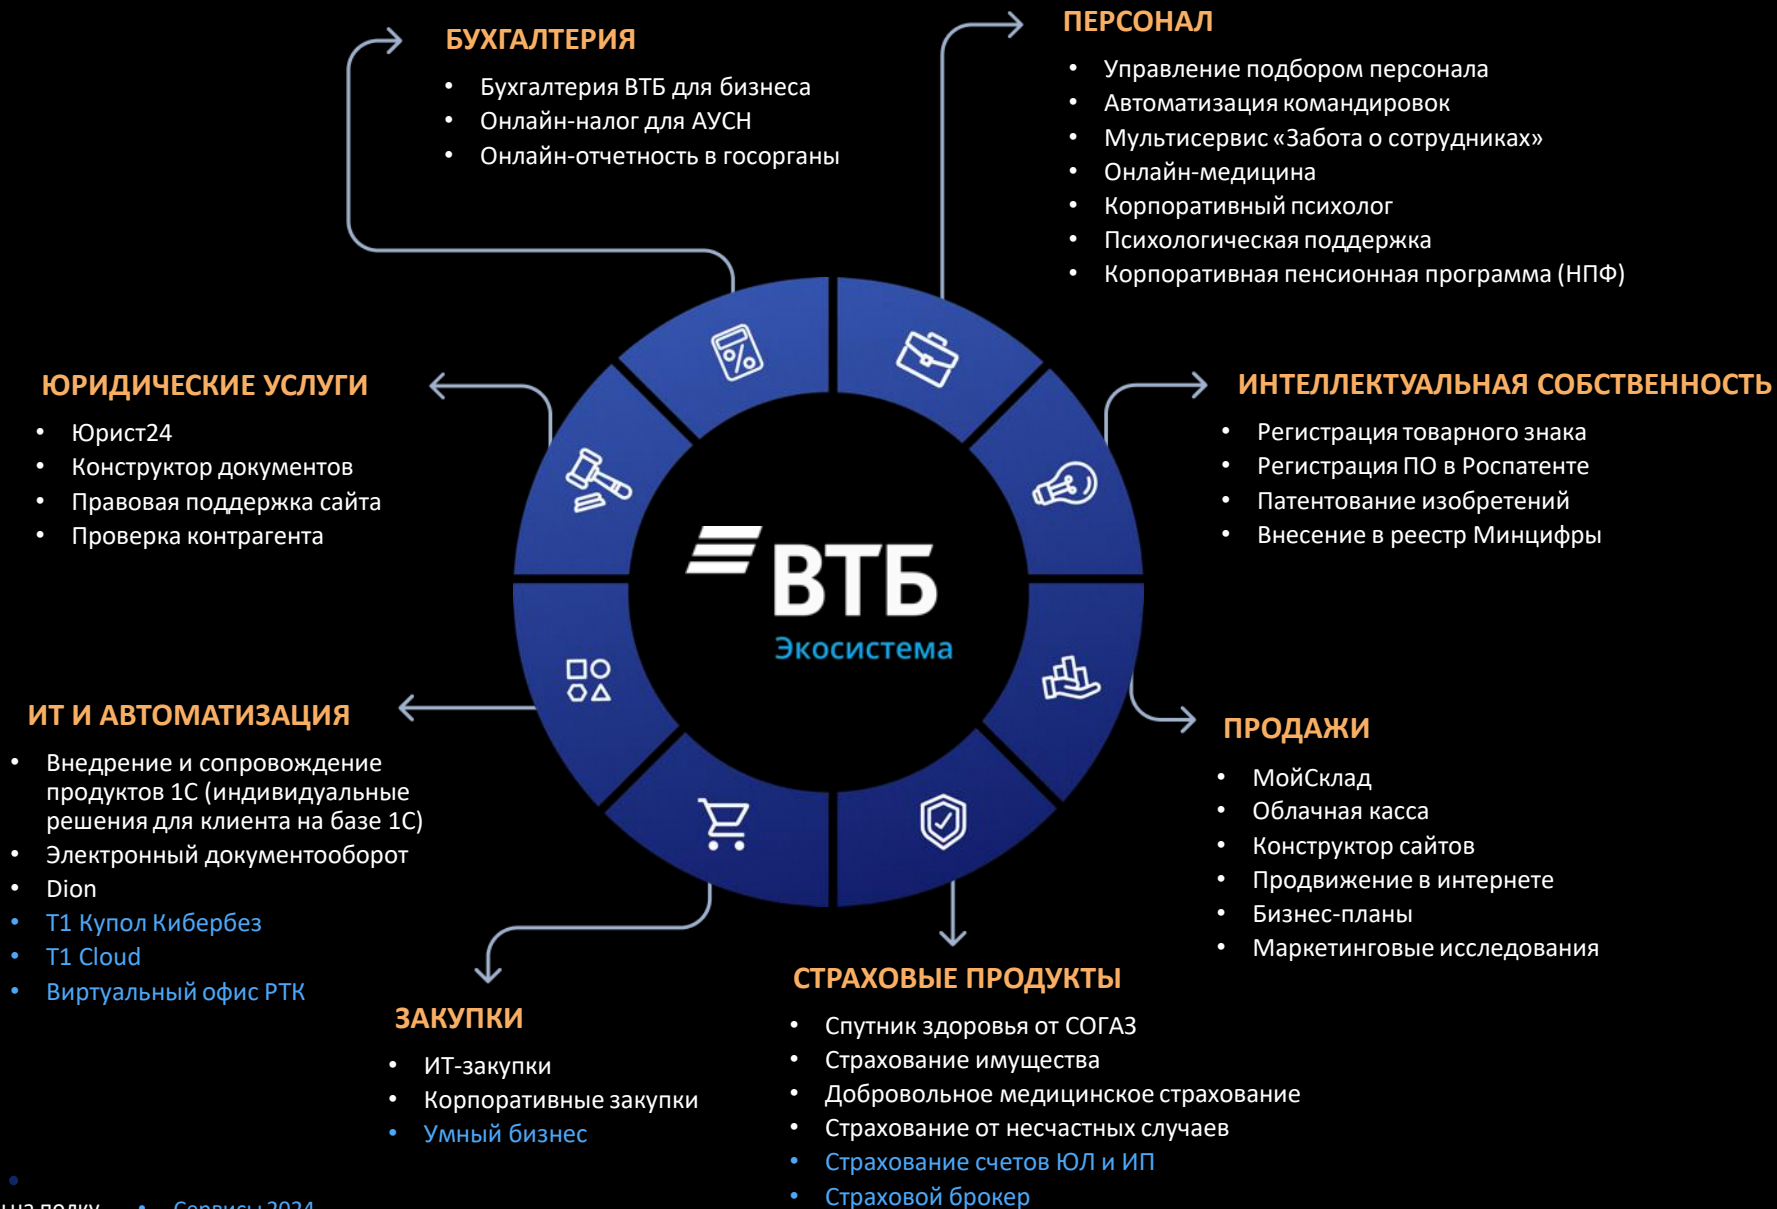 БУХГАЛТЕРИЯ
• Бухгалтерия ВТБ для бизнеса
• Онлайн-налог для АУСН
• Онлайн-отчетность в госорганы
ПЕРСОНАЛ
• Управление подбором персонала
• Автоматизация командировок
• Мультисервис «Забота о сотрудниках»
• Онлайн-медицина
• Корпоративный психолог
• Психологическая поддержка
• Корпоративная пенсионная программа (НПФ)
ЮРИДИЧЕСКИЕ УСЛУГИ
• Юрист24
• Конструктор документов
• Правовая поддержка сайта
• Проверка контрагента
ИНТЕЛЛЕКТУАЛЬНАЯ СОБСТВЕННОСТЬ
• Регистрация товарного знака
• Регистрация ПО в Роспатенте
• Патентование изобретений
• Внесение в реестр Минцифры
ВТБ
Экосистема
ИТ И АВТОМАТИЗАЦИЯ
• Внедрение и сопровождение
продуктов 1С (индивидуальные
решения для клиента на базе 1С)
• Электронный документооборот
• Dion
• Т1 Купол Кибербез
• Т1 Cloud
• Виртуальный офис РТК
ПРОДАЖИ
• МойСклад
• Облачная касса
• Конструктор сайтов
• Продвижение в интернете
• Бизнес-планы
• Маркетинговые исследования
ЗАКУПКИ
• ИТ-закупки
• Корпоративные закупки
• Умный бизнес
СТРАХОВЫЕ ПРОДУКТЫ
• Спутник здоровья от СОГАЗ
• Страхование имущества
• Добровольное медицинское страхование
• Страхование от несчастных случаев
• Страхование счетов ЮЛ и ИП
• Страховой брокер
на полку
• Сервисы 2024